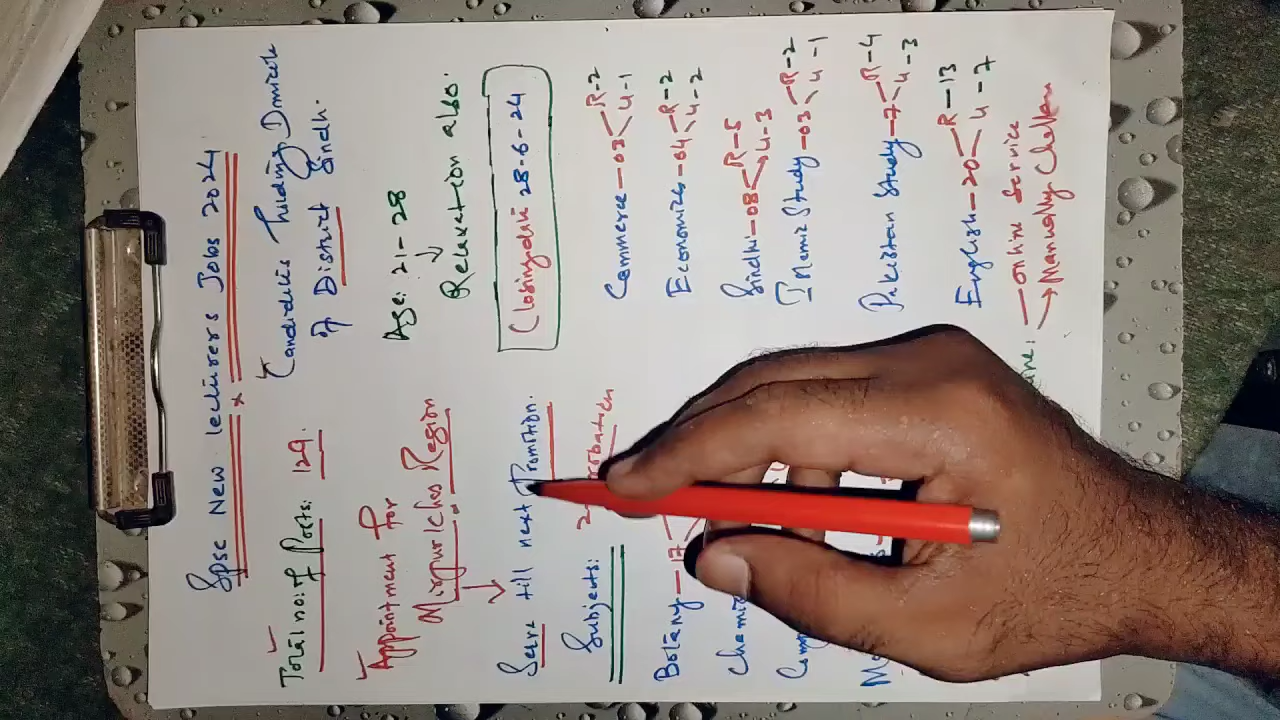 Spsc New lecturers Jobs 2024
Total no: of Posts: 129.
Candidates holding Domicile
of District Sindh.
Appointment for
Mirpurkhas Region
Age: 21-28
Relaxation also.
Serve till next Promotion.
Closing date 28-6-24
Subjects:
Botany - 17
Commerce - 03 R-2
U-1
Economics - 04 R-2
U-2
Sindhi - 08 R-5
U-3
Islamic Study - 03 R-2
U-1
Pakistan Study - 7 R-4
U-3
English - 20 R-13
U-7
- online Service
Manually Challan